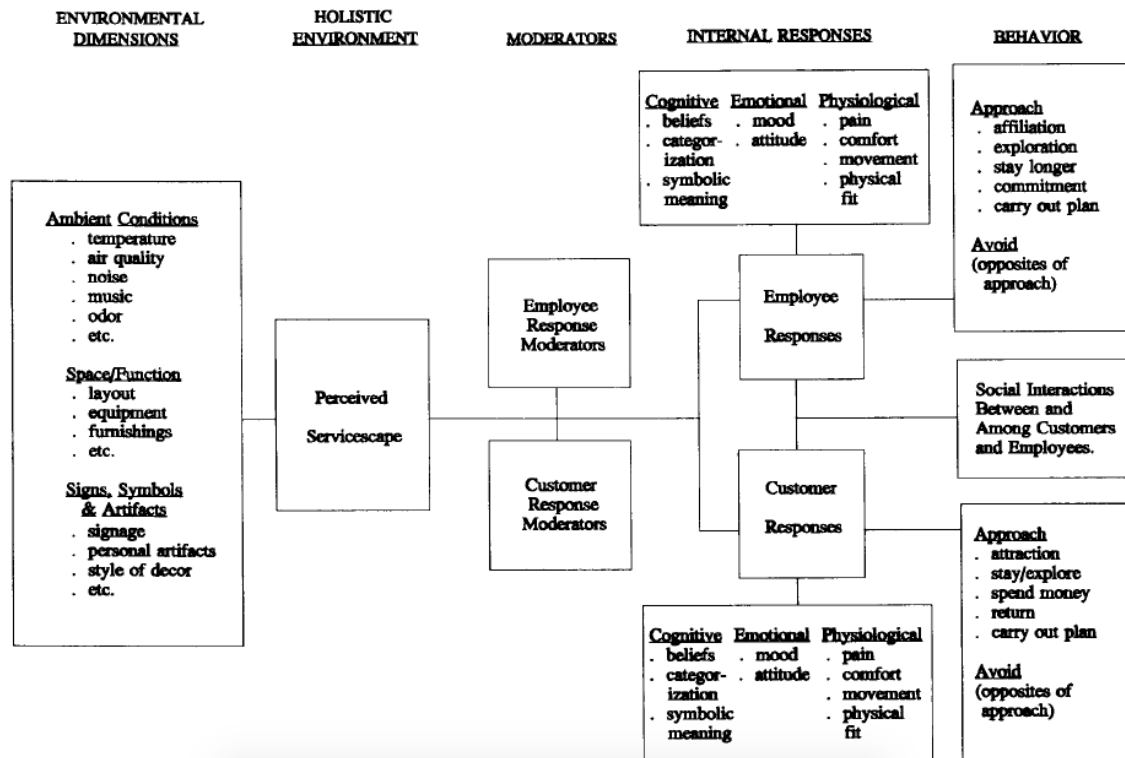 ENVIRONMENTAL
DIMENSIONS
HOLISTIC
ENVIRONMENT
MODERATORS
INTERNAL RESPONSES
BEHAVIOR
Ambient Conditions
. temperature
. air quality
. noise
. music
. odor
. etc.
Space/Function
. layout
. equipment
. furnishings
. etc.
Signs, Symbols
& Artifacts
. signage
. personal artifacts
. style of decor
. etc.
Perceived
Servicescape
Employee
Response
Moderators
Customer
Response
Moderators
Cognitive
. beliefs
. categor-
ization
. symbolic
meaning
Emotional
. mood
. attitude
Physiological
. pain
. comfort
. movement
. physical
fit
Employee
Responses
Customer
Responses
Cognitive
. beliefs
. categor-
ization
. symbolic
meaning
Emotional
. mood
. attitude
Physiological
. pain
. comfort
. movement
. physical
fit
Approach
. affiliation
. exploration
. stay longer
. commitment
. carry out plan
Avoid
(opposites of
approach)
Social Interactions
Between and
Among Customers
and Employees.
Approach
. attraction
. stay/explore
. spend money
. return
. carry out plan
Avoid
(opposites of
approach)